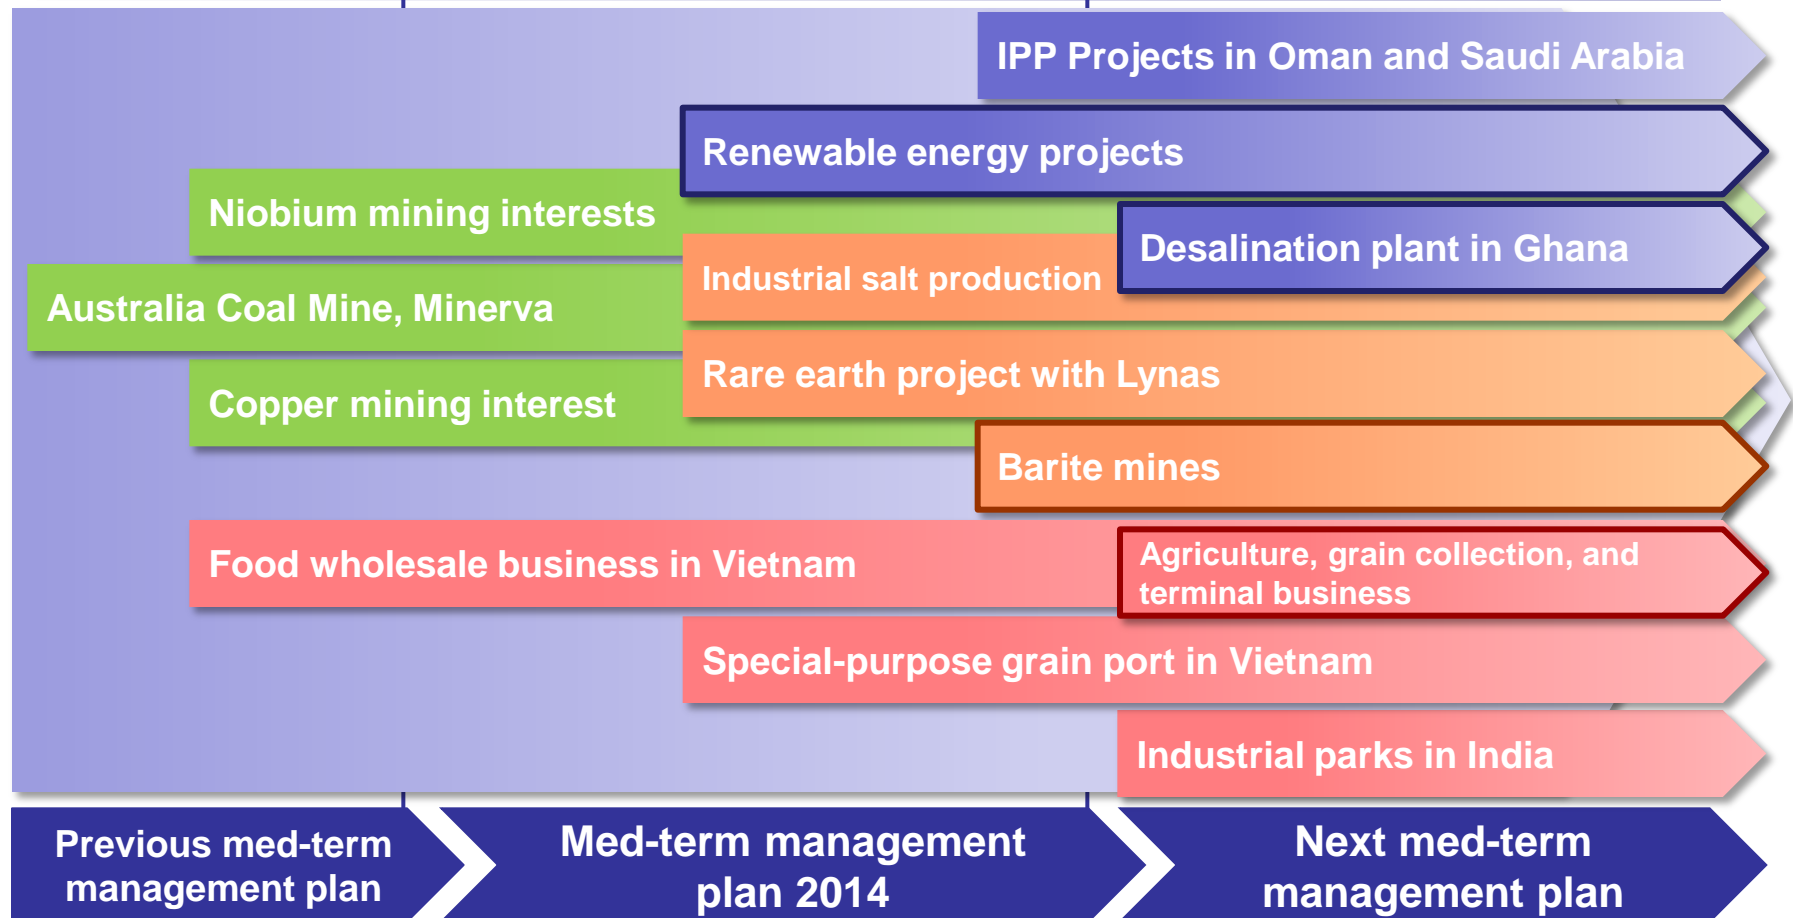 IPP Projects in Oman and Saudi Arabia
Renewable energy projects
Niobium mining interests
Desalination plant in Ghana
Industrial salt production
Australia Coal Mine, Minerva
Rare earth project with Lynas
Copper mining interest
Barite mines
Food wholesale business in Vietnam
Agriculture, grain collection, and
terminal business
Special-purpose grain port in Vietnam
Industrial parks in India
Previous med-term
management plan
Med-term management
plan 2014
Next med-term
management plan